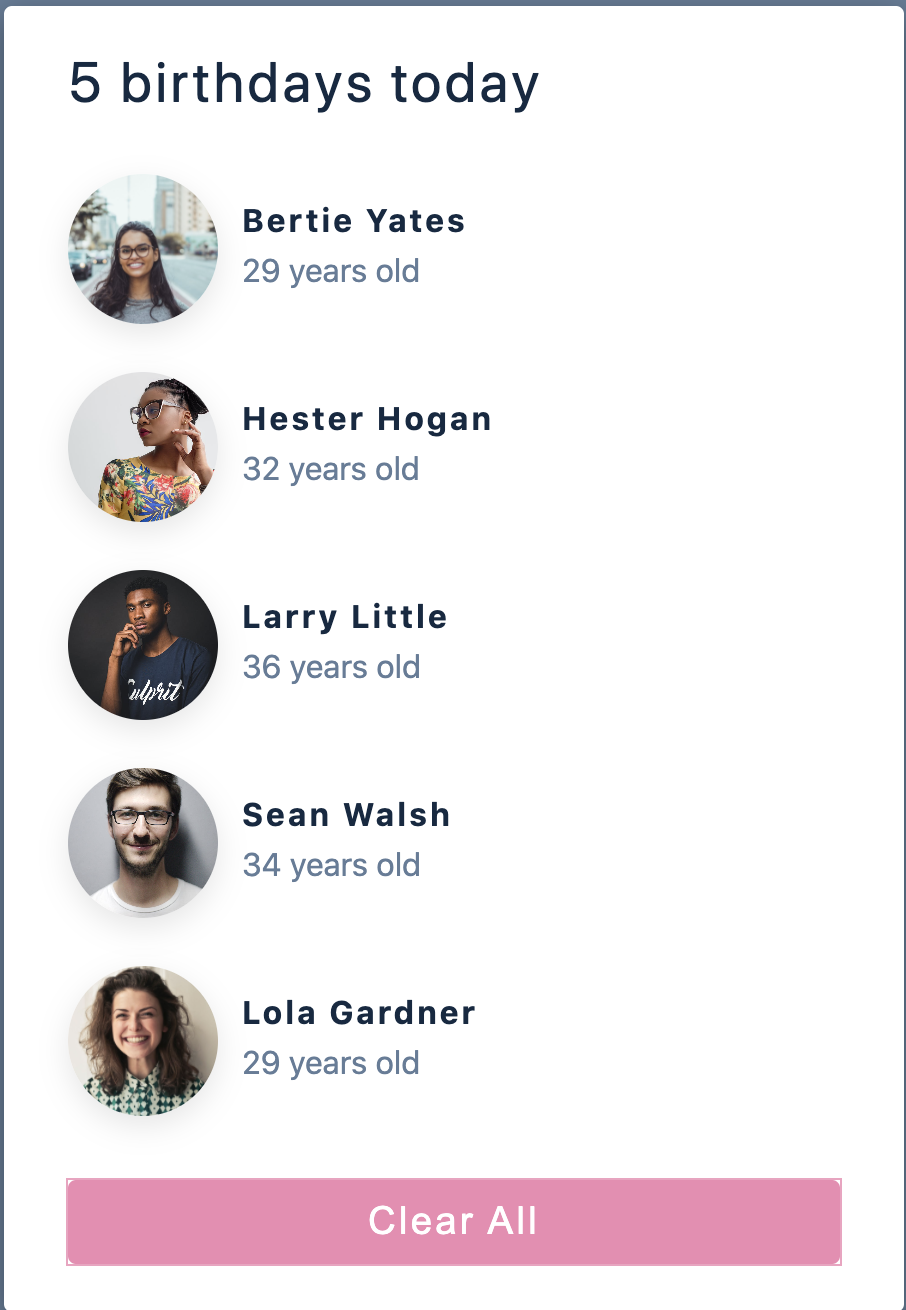 5 birthdays today
Bertie Yates
29 years old
Hester Hogan
32 years old
Larry Little
36 years old
Culprit
Sean Walsh
34 years old
Lola Gardner
29 years old
Clear All